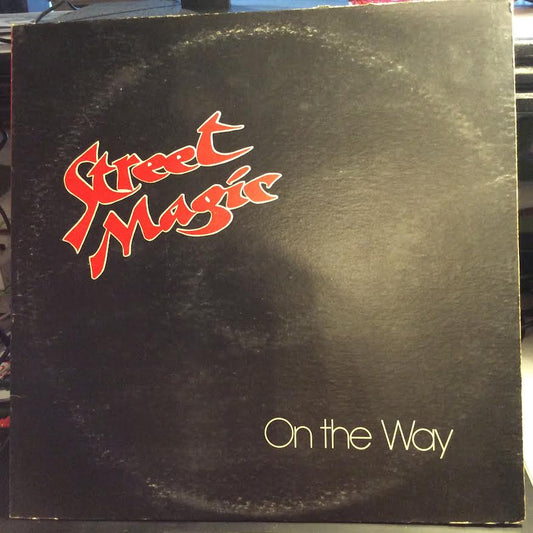 Street
Magic
On the Way